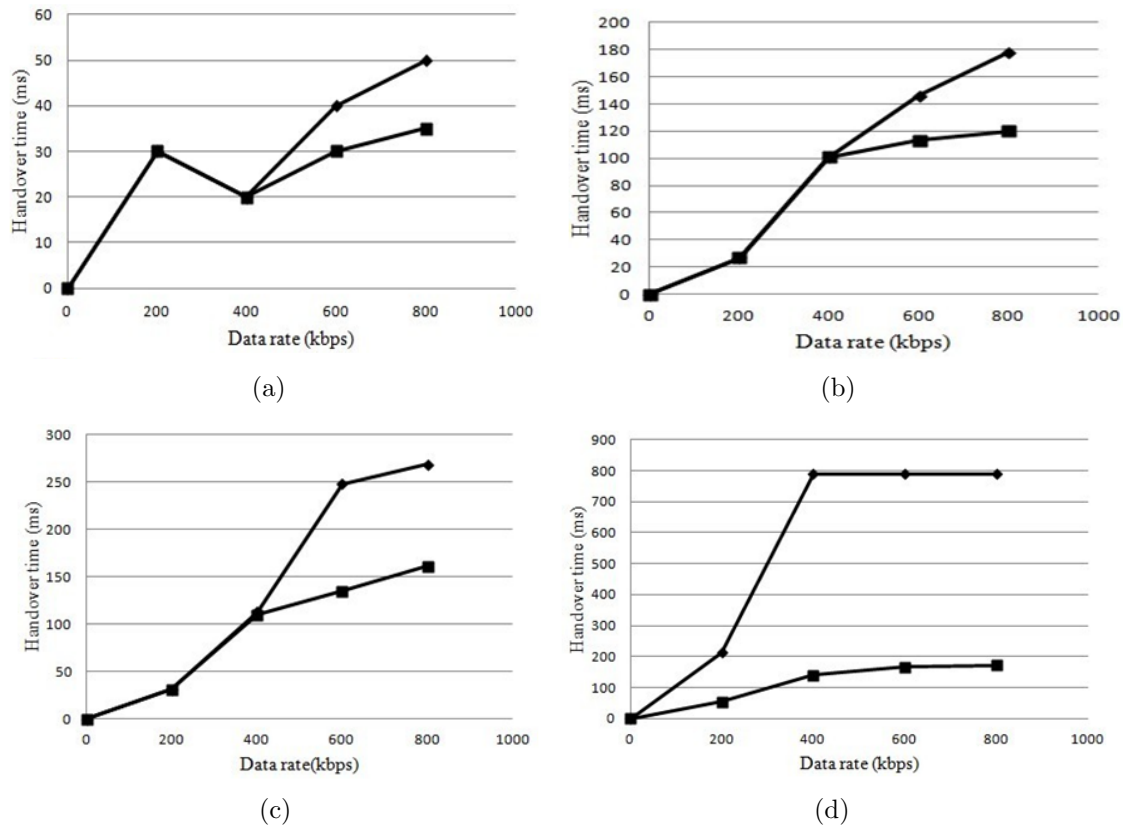 60
50
40
30
20
10
0
Handover time (ms)
0 200 400 600 800 1000
Data rate (kbps)
(a)
200
180
160
140
120
100
80
60
40
20
0
Handover time (ms)
0 200 400 600 800 1000
Data rate (kbps)
(b)
300
250
200
150
100
50
0
Handover time (ms)
0 200 400 600 800 1000
Data rate(kbps)
(c)
900
800
700
600
500
400
300
200
100
0
Handover time (ms)
0 200 400 600 800 1000
Data rate (kbps)
(d)